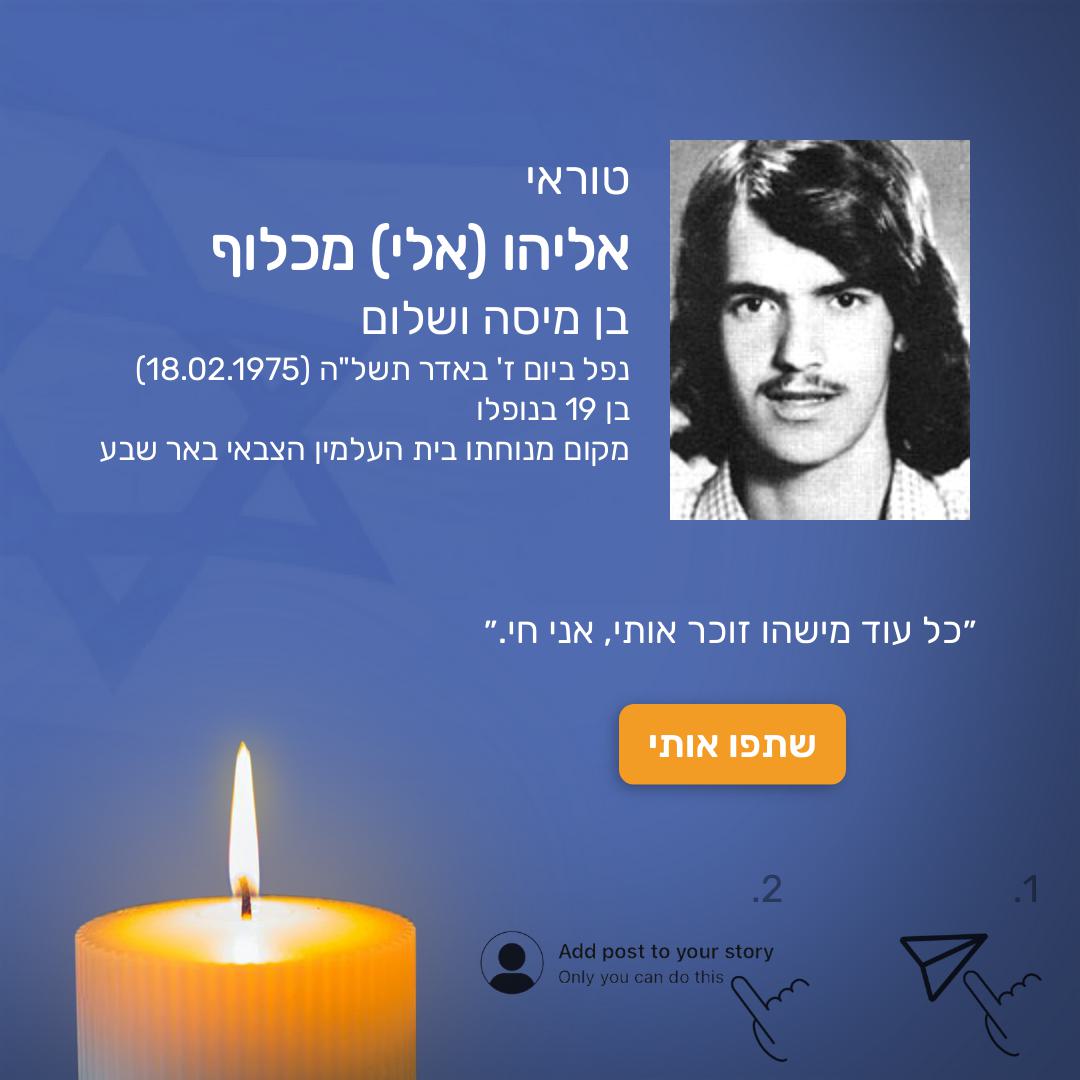 טוראי
אליהו (אלי) מכלוף
בן מיסה ושלום
נפל ביום ז' באדר תשל"ה (18.02.1975)
בן 19 בנופלו
מקום מנוחתו בית העלמין הצבאי באר שבע
״כל עוד מישהו זוכר אותי, אני חי.״
שתפו אותי
1.
2.
Add post to your story
Only you can do this